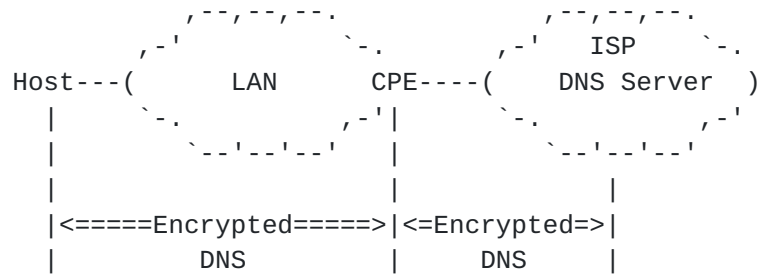 ,--,--,--.             ,--,--,--.
,-'          `-.       ,-'   ISP    `-.
Host---(      LAN      CPE----(    DNS Server  )
|     `-.          ,-'|       `-.          ,-'
|        `--'--'--'   |          `--'--'--'
|                     |             |
|<=====Encrypted=====>|<=Encrypted=>|
|         DNS         |     DNS     |